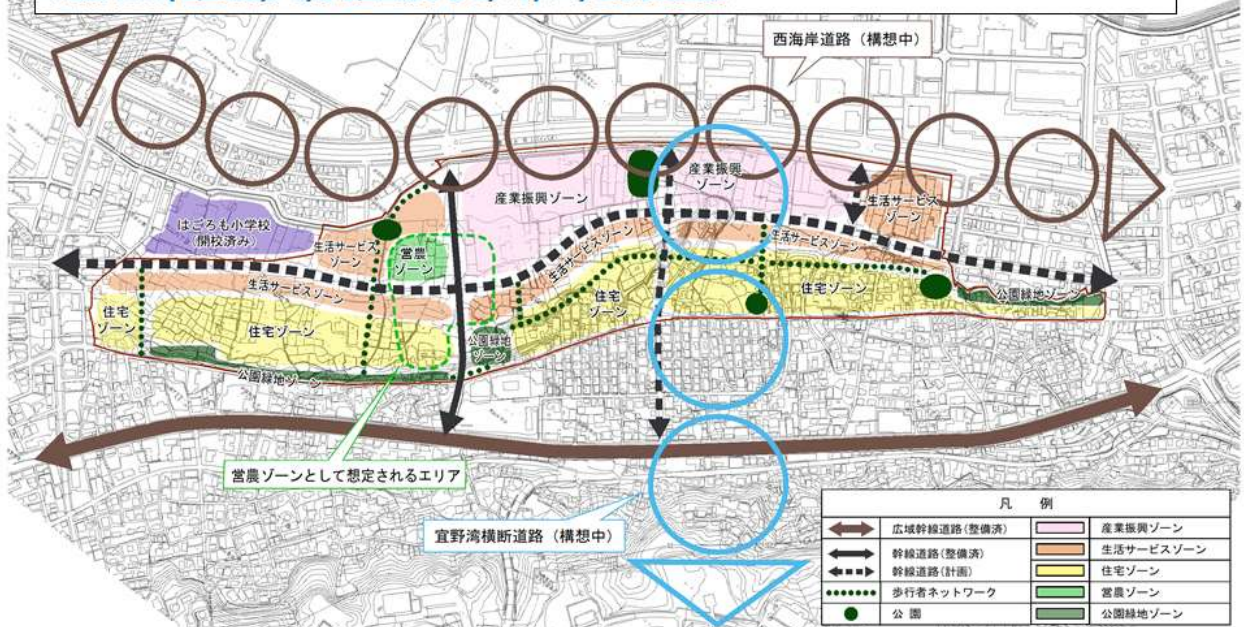 西海岸道路(構想中)
産業振興
ゾーン
産業振興ゾーン
生活サービス
ゾーン
はごろも小学校
(開校済み)
生活サービス
ゾーン
営農
ゾーン
生活サービスゾーン
生活サービスゾーン
生活サービスゾーン
住宅
ゾーン
住宅ゾーン
住宅
ゾーン
住宅ゾーン
公園緑地ゾーン
公園緑地
ゾーン
公園緑地ゾーン
営農ゾーンとして想定されるエリア
宜野湾横断道路(構想中)
凡 例
広域幹線道路(整備済) 産業振興ゾーン
幹線道路(整備済) 生活サービスゾーン
幹線道路(計画) 住宅ゾーン
歩行者ネットワーク 営農ゾーン
公 園 公園緑地ゾーン